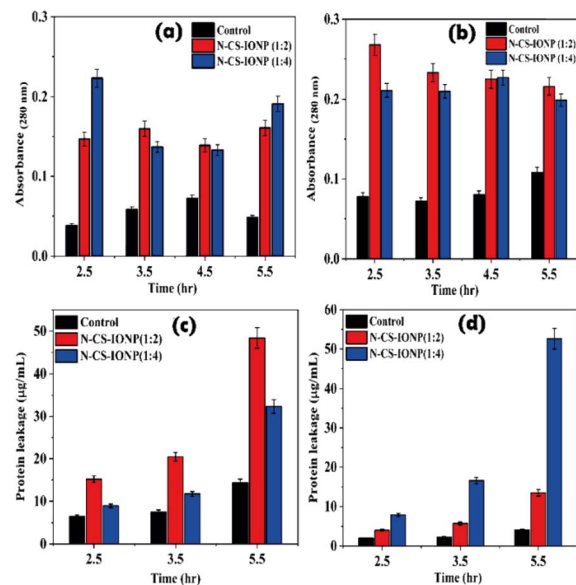 (a)
Control
N-CS-IONP (1:2)
N-CS-IONP (1:4)
Absorbance (280 nm)
0.3
0.2
0.1
0.0
2.5 3.5 4.5 5.5
Time (hr)
(b)
Control
N-CS-IONP (1:2)
N-CS-IONP (1:4)
Absorbance (280 nm)
0.3
0.2
0.1
0.0
2.5 3.5 4.5 5.5
Time (hr)
(c)
Control
N-CS-IONP(1:2)
N-CS-IONP(1:4)
Protein leakage (μg/mL)
50
40
30
20
10
0
2.5 3.5 5.5
Time (hr)
(d)
Control
N-CS-IONP(1:2)
N-CS-IONP(1:4)
Protein leakage (μg/mL)
60
50
40
30
20
10
0
2.5 3.5 5.5
Time (hr)